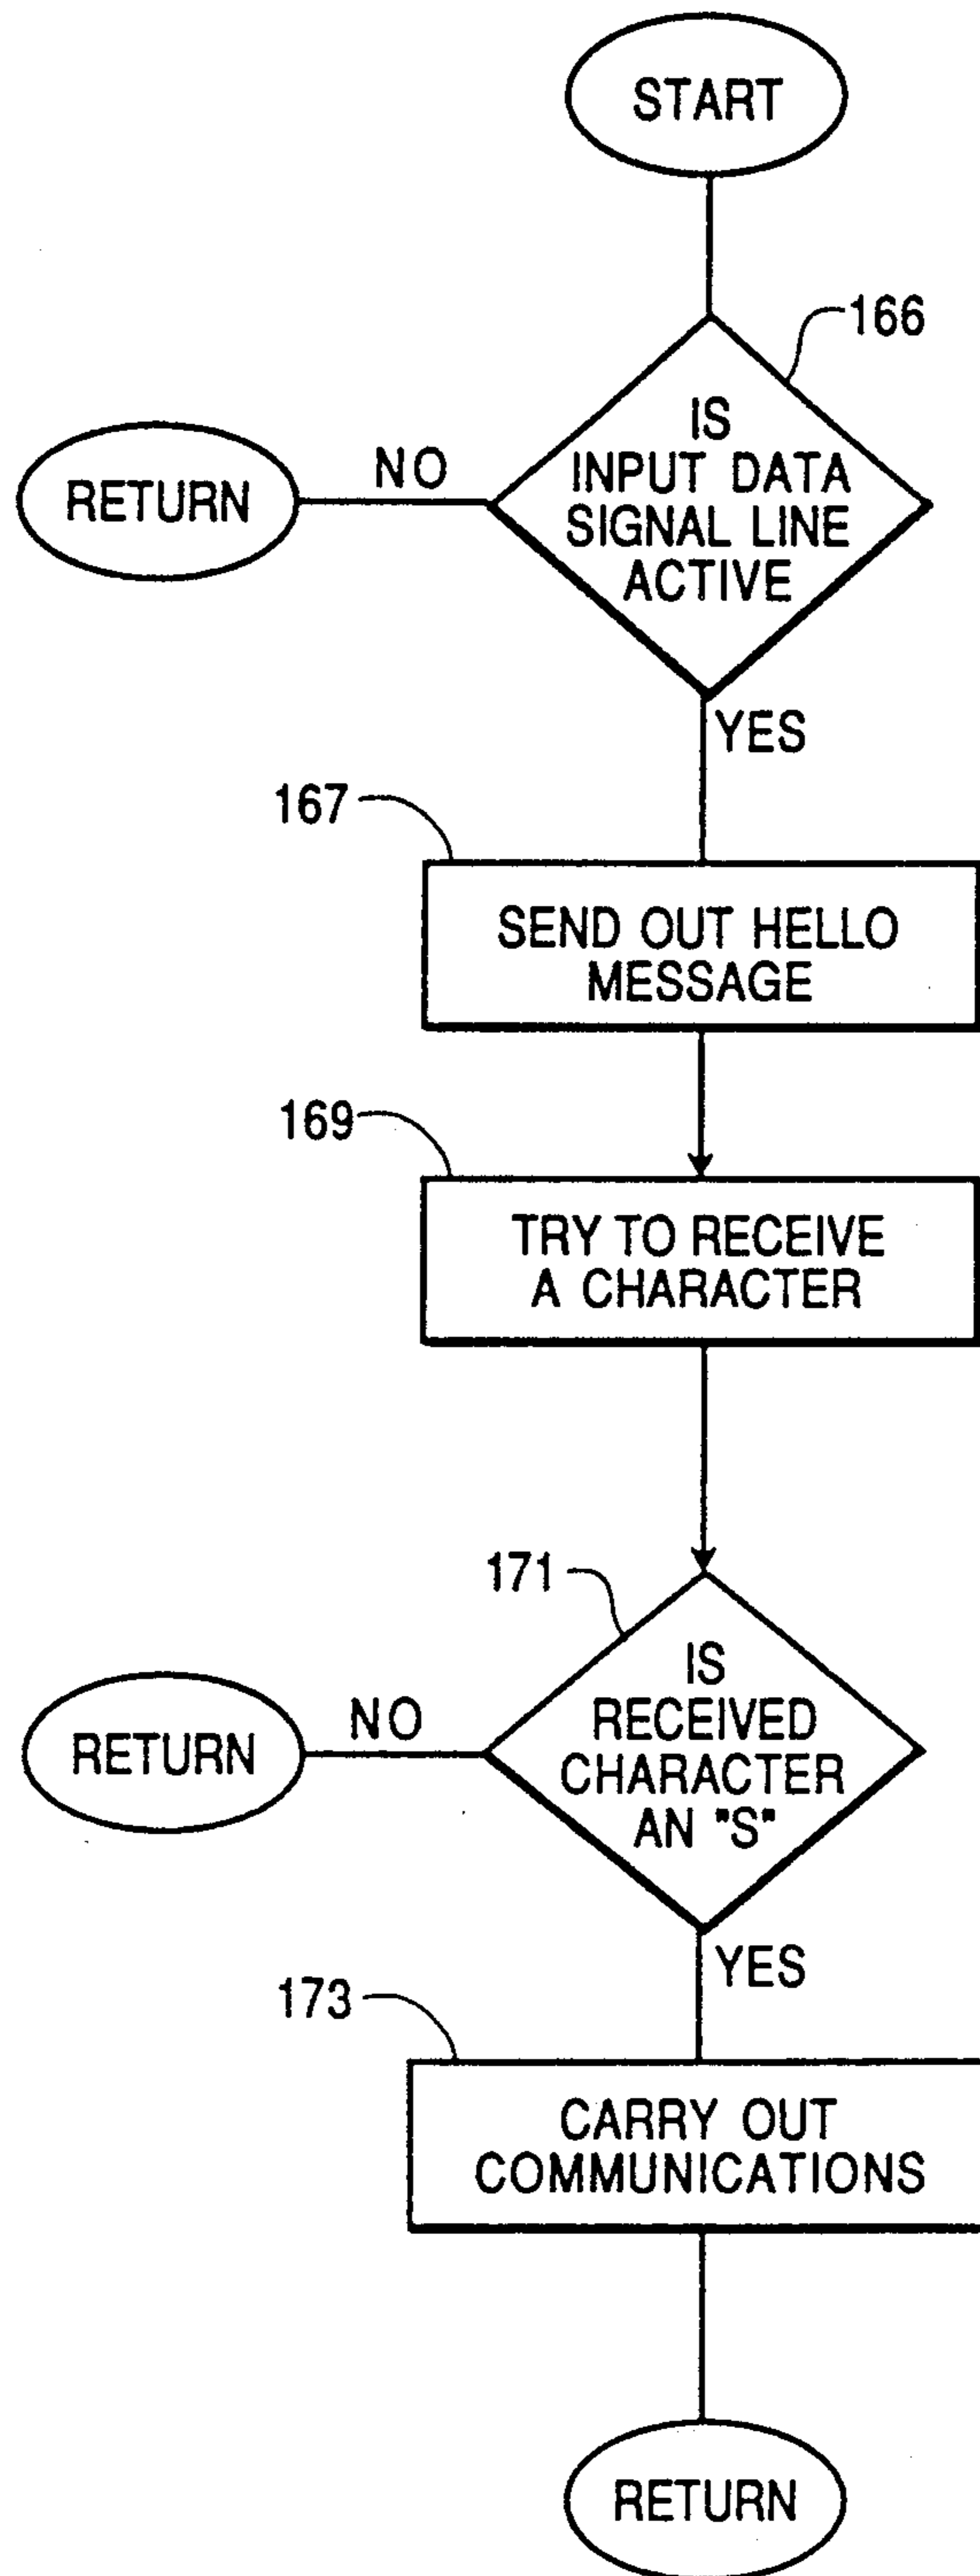 START
166
IS
INPUT DATA
SIGNAL LINE
ACTIVE
NO
RETURN
YES
167
SEND OUT HELLO
MESSAGE
169
TRY TO RECEIVE
A CHARACTER
171
IS
RECEIVED
CHARACTER
AN "S"
NO
RETURN
YES
173
CARRY OUT
COMMUNICATIONS
RETURN